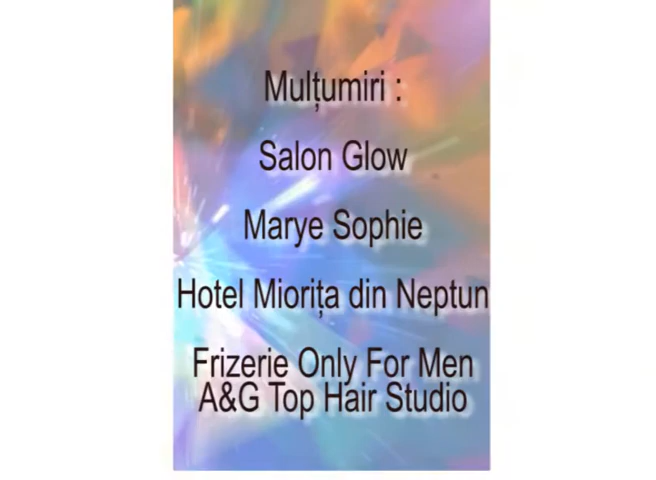 Mulțumiri :
Salon Glow
Marye Sophie
Hotel Miorița din Neptun
Frizerie Only For Men
A&G Top Hair Studio